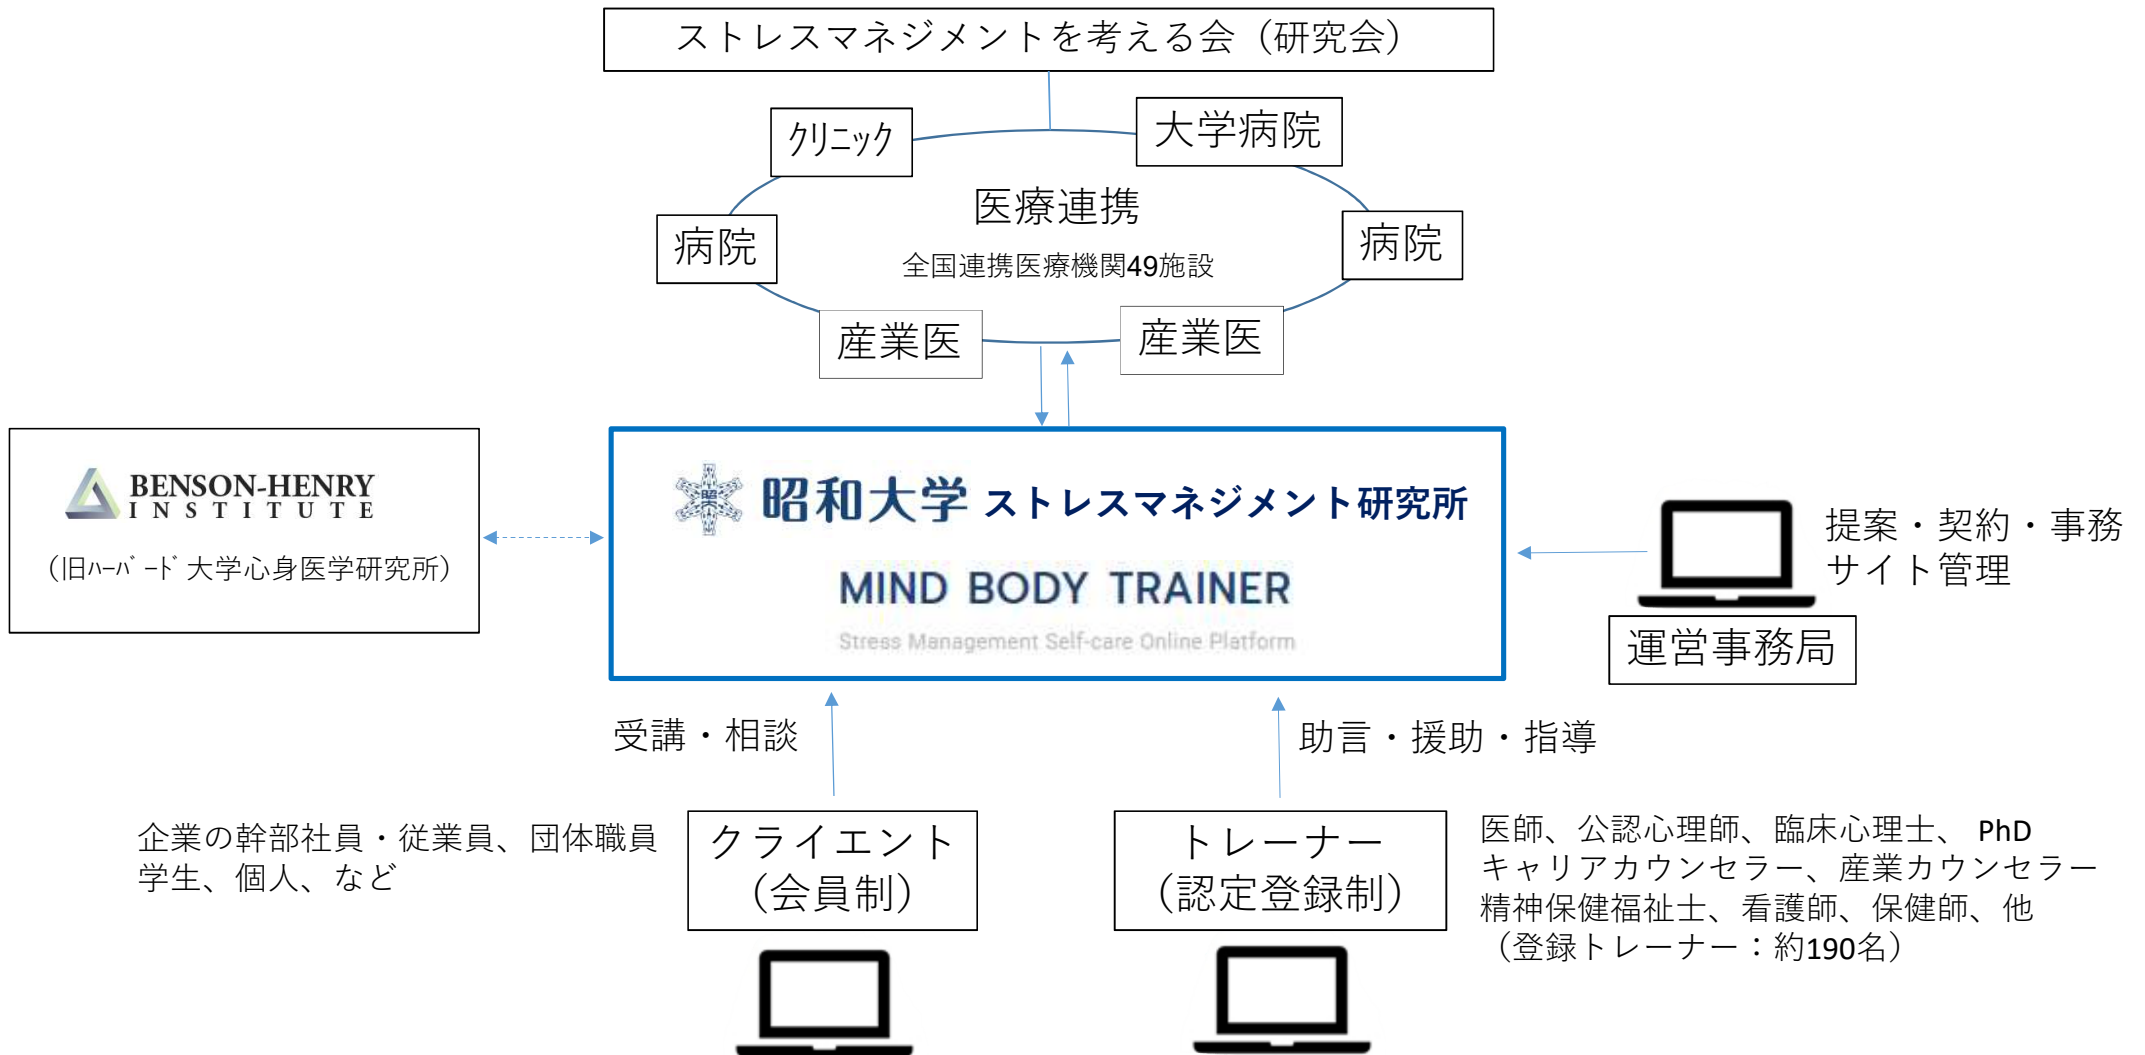 ストレスマネジメントを考える会（研究会）
ｸﾘﾆｯｸ
大学病院
医療連携
病院
病院
全国連携医療機関49施設
産業医
産業医
BENSON-HENRY
INSTITUTE
（旧ﾊｰﾊﾞｰﾄﾞ大学心身医学研究所）
昭和大学 ストレスマネジメント研究所
MIND BODY TRAINER
Stress Management Self-care Online Platform
提案・契約・事務
サイト管理
運営事務局
受講・相談
助言・援助・指導
企業の幹部社員・従業員、団体職員
学生、個人、など
クライエント
（会員制）
トレーナー
（認定登録制）
医師、公認心理師、臨床心理士、 PhD
キャリアカウンセラー、産業カウンセラー
精神保健福祉士、看護師、保健師、他
（登録トレーナー：約190名）